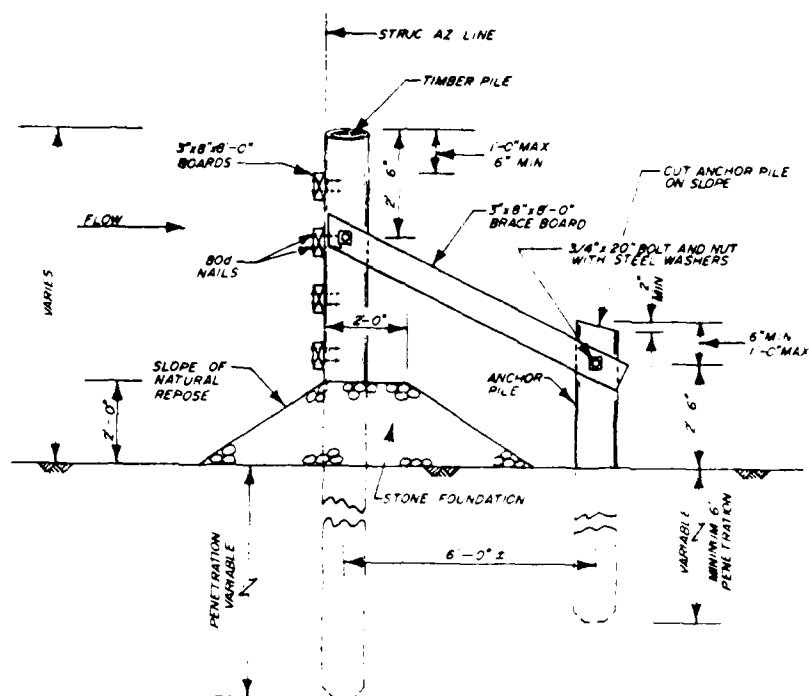 STRUC AZ LINE
TIMBER PILE
3"x8"x8'-0"
BOARDS
1'-0" MAX
6" MIN
2' 6"
CUT ANCHOR PILE
ON SLOPE
FLOW
3"x8"x8'-0"
BRACE BOARD
3/4"x 20" BOLT AND NUT
WITH STEEL WASHERS
80d
NAILS
VARIES
2"
MIN
2'-0"
6" MIN
1'-0" MAX
SLOPE OF
NATURAL
REPOSE
ANCHOR
PILE
2'-0"
2' 6"
STONE FOUNDATION
PENETRATION
VARIABLE
6'-0" ±
VARIABLE
MINIMUM 6'
PENETRATION